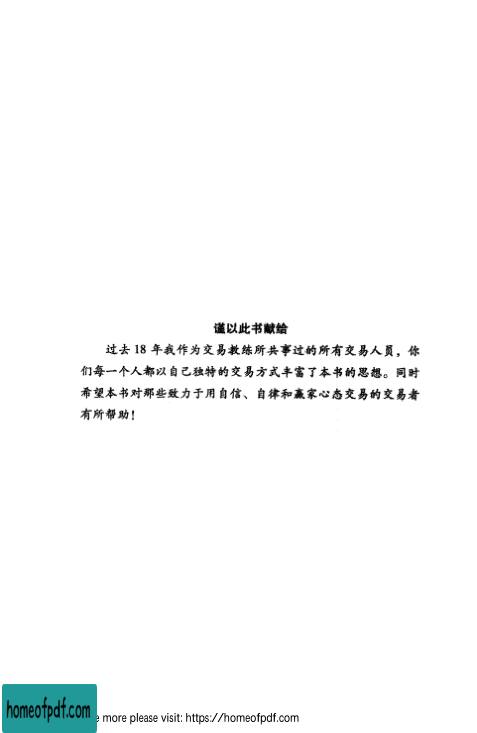 谨以此书献给
过去 18 年我作为交易教练所共事过的所有交易人员，你
们每一个人都以自己独特的交易方式丰富了本书的思想。同时
希望本书对那些致力于用自信、自律和赢家心态交易的交易者
有所帮助！
homeofpdf.com
e more please visit: https://homeofpdf.com